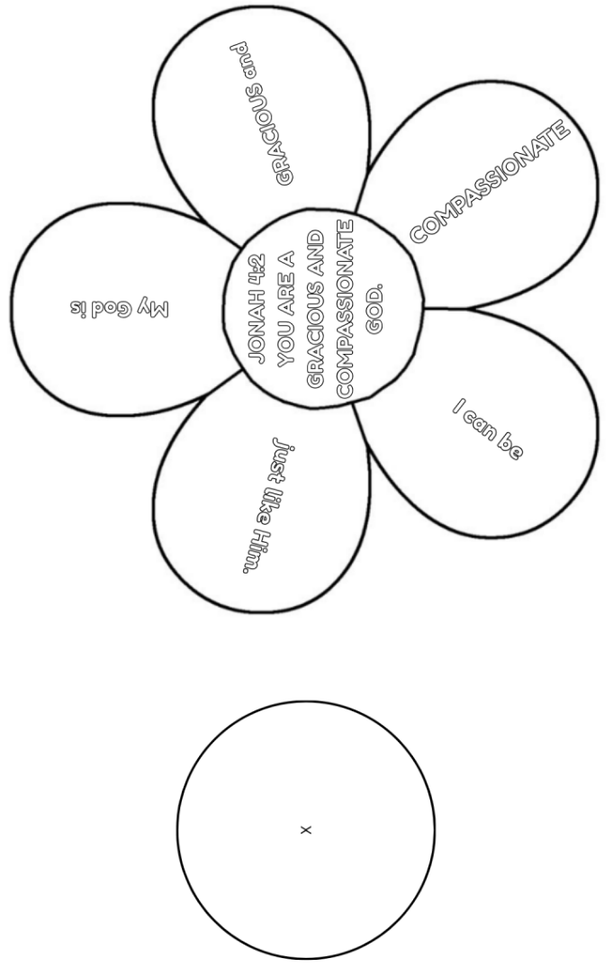 My God is
GRACIOUS and
COMPASSIONATE
I can be
just like Him.
JONAH 4:2
YOU ARE A
GRACIOUS AND
COMPASSIONATE
GOD.
x